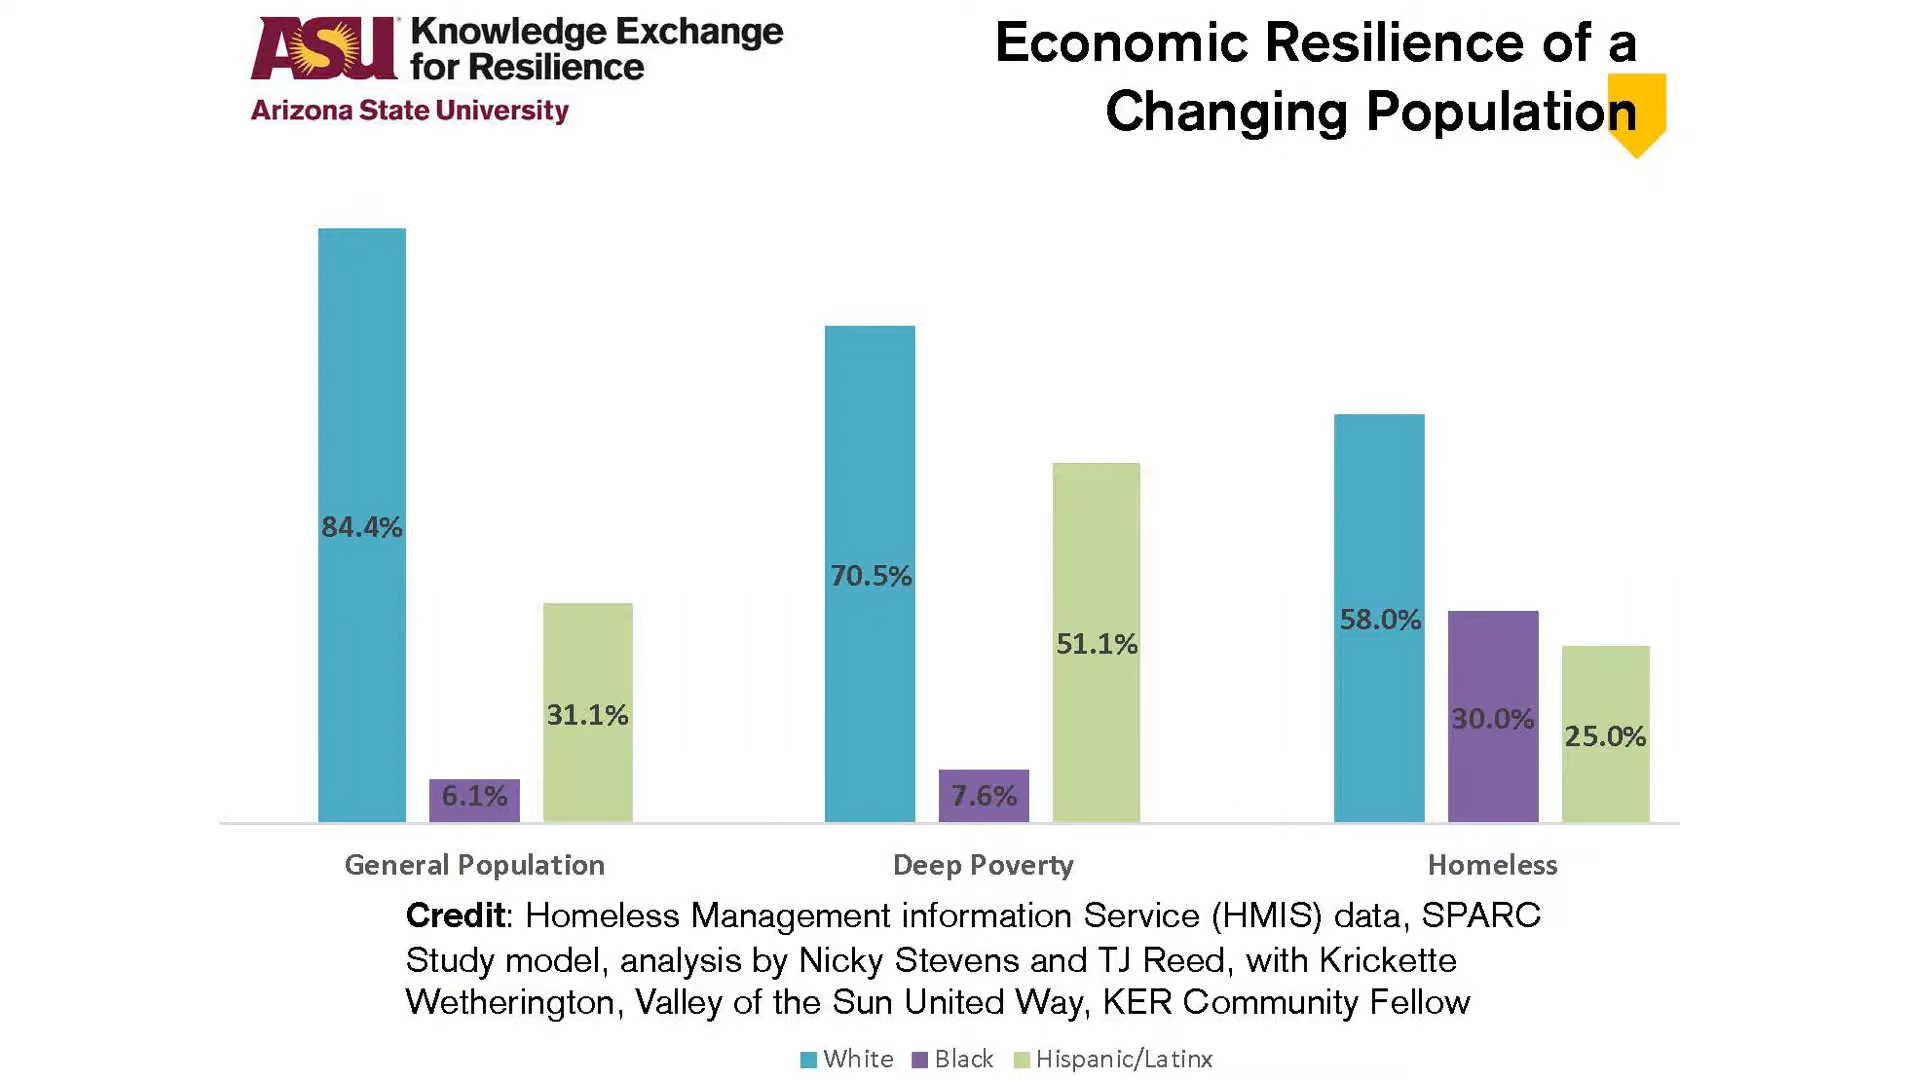 ASU Knowledge Exchange
for Resilience
Arizona State University
Economic Resilience of a
Changing Population
84.4%
6.1%
31.1%
70.5%
7.6%
51.1%
58.0%
30.0%
25.0%
General Population
Deep Poverty
Homeless
Credit: Homeless Management information Service (HMIS) data, SPARC
Study model, analysis by Nicky Stevens and TJ Reed, with Krickette
Wetherington, Valley of the Sun United Way, KER Community Fellow
White Black Hispanic/Latinx